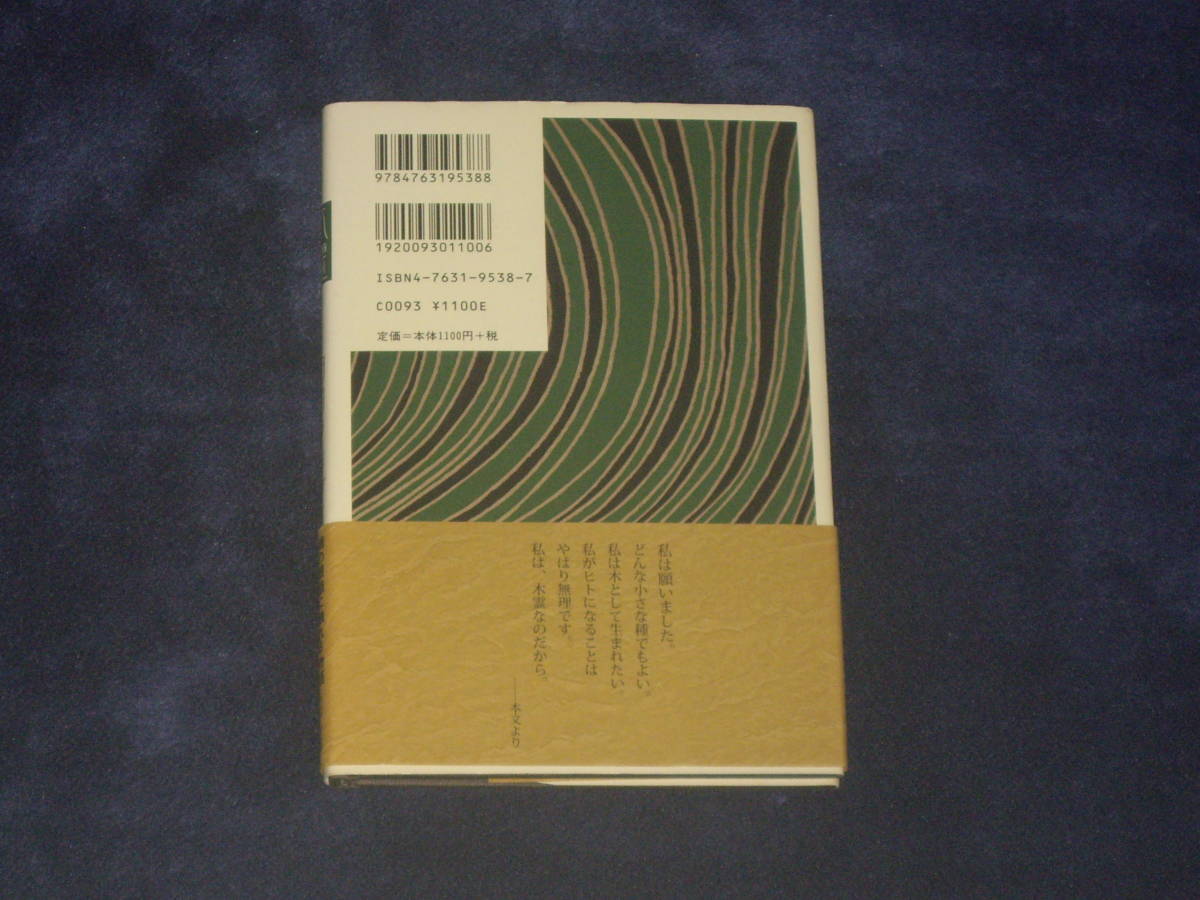 9784763195388
1920093011006
ISBN4-7631-9538-7
C0093 ¥1100E
定価＝本体1100円＋税
私は願いました。
どんな小さな種でもよい。
私は木として生まれたい。
私がヒトになることは
やはり無理です。
私は、木霊なのだから。
――本文より